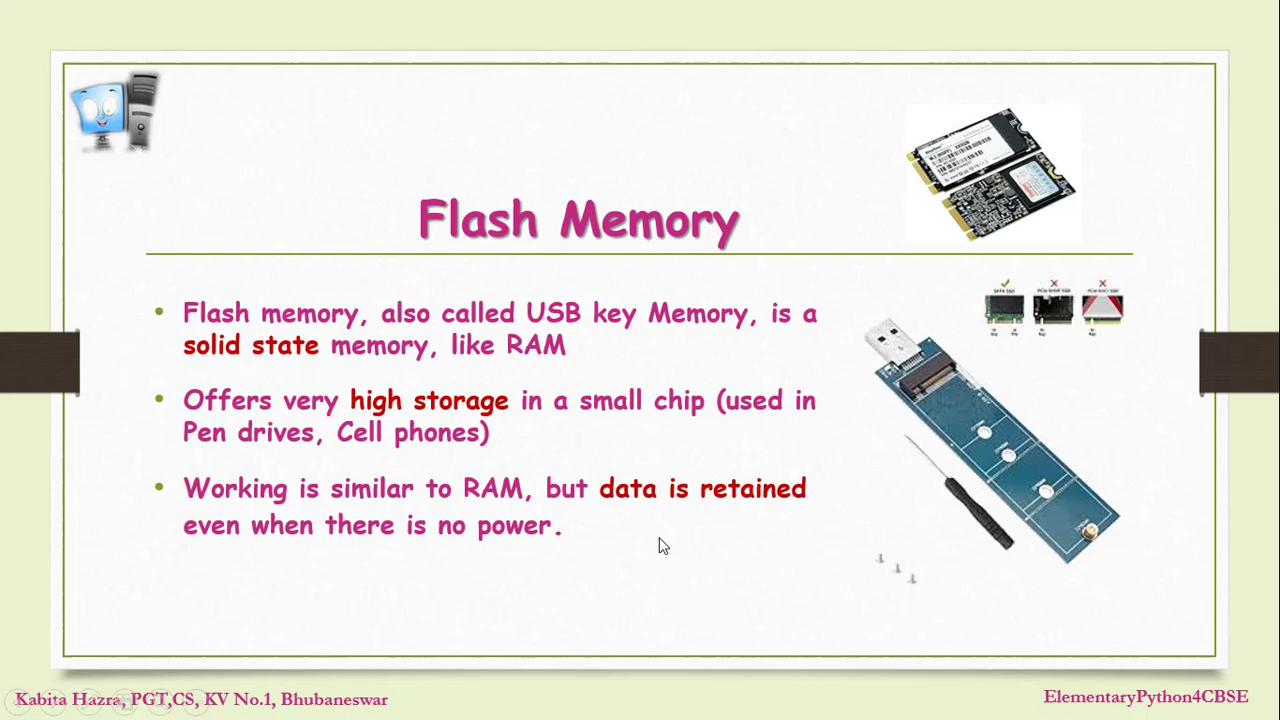 Flash Memory
• Flash memory, also called USB key Memory, is a
solid state memory, like RAM
• Offers very high storage in a small chip (used in
Pen drives, Cell phones)
• Working is similar to RAM, but data is retained
even when there is no power.
Kabita Hazra, PGT,CS, KV No.1, Bhubaneswar
ElementaryPython4CBSE